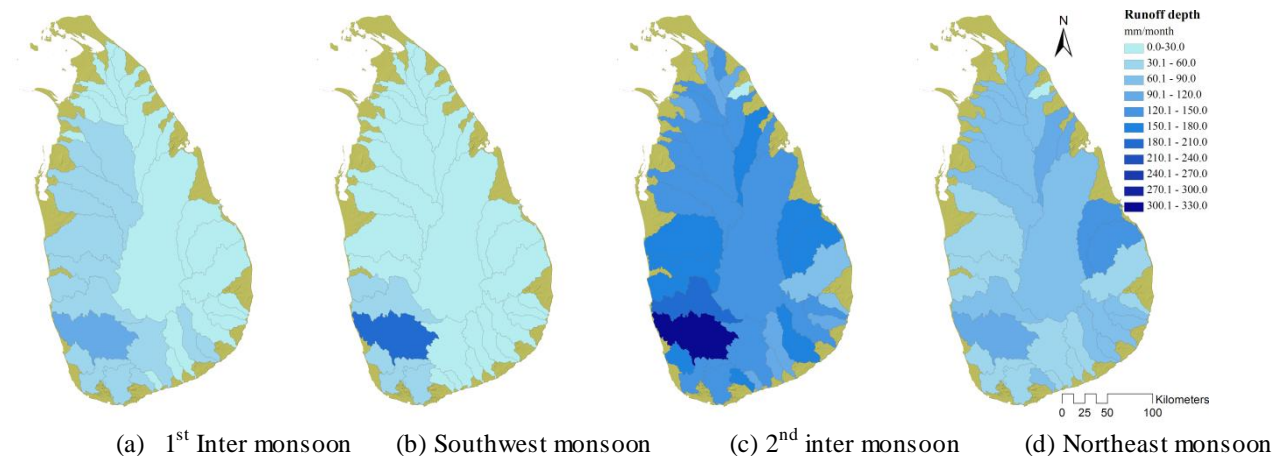 N
Runoff depth
mm/month
0.0-30.0
30.1 - 60.0
60.1 - 90.0
90.1 - 120.0
120.1 - 150.0
150.1 - 180.0
180.1 - 210.0
210.1 - 240.0
240.1 - 270.0
270.1 - 300.0
300.1 - 330.0
Kilometers
0 25 50 100
(a) 1st Inter monsoon (b) Southwest monsoon (c) 2nd inter monsoon (d) Northeast monsoon